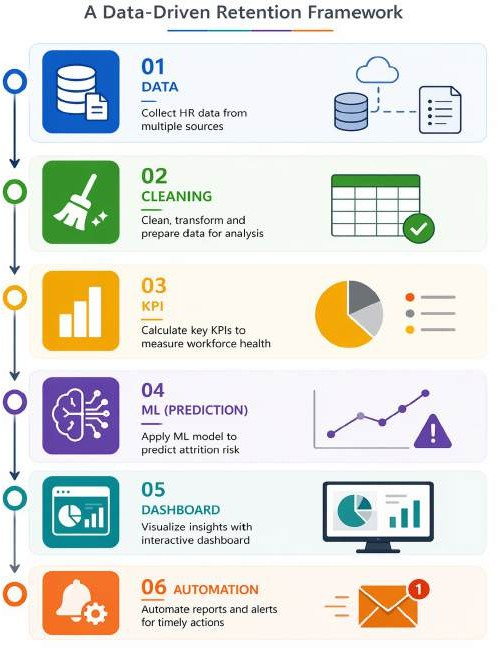 A Data-Driven Retention Framework
01
DATA
Collect HR data from
multiple sources
02
CLEANING
Clean, transform and
prepare data for analysis
03
KPI
Calculate key KPIs to
measure workforce health
04
ML (PREDICTION)
Apply ML model to
predict attrition risk
05
DASHBOARD
Visualize insights with
interactive dashboard
06 AUTOMATION
Automate reports and alerts
for timely actions
1